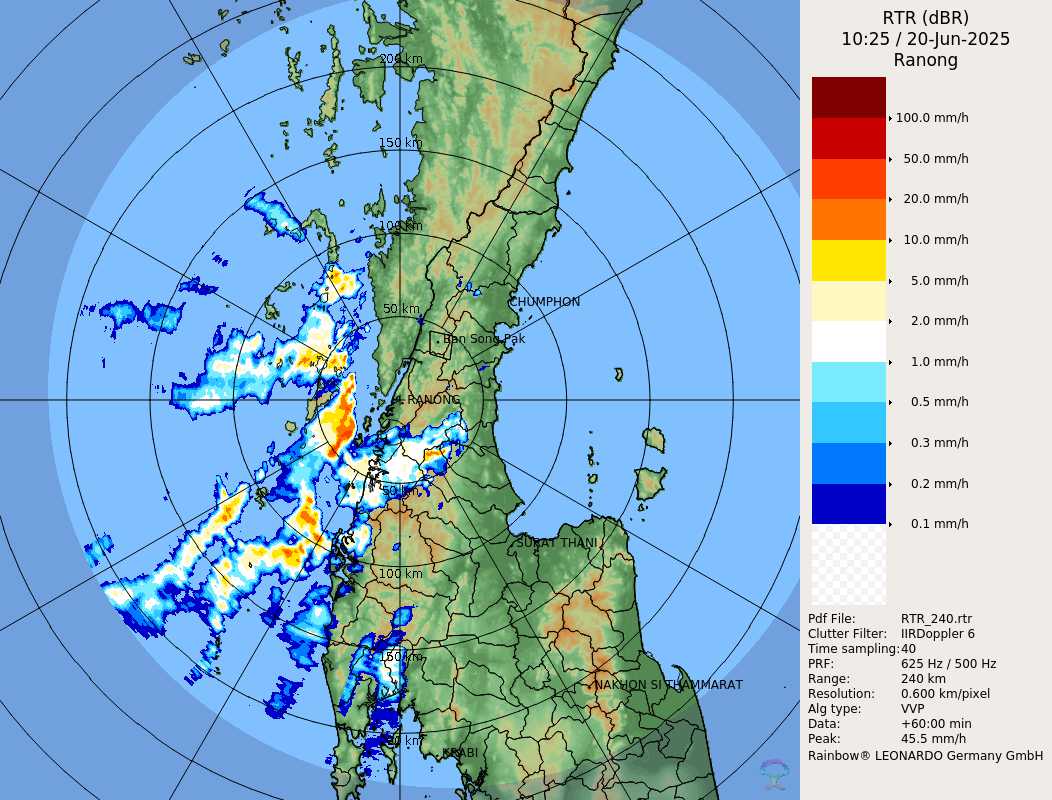 RTR (dBR)
10:25 / 20-Jun-2025
Ranong
100.0 mm/h
50.0 mm/h
20.0 mm/h
10.0 mm/h
5.0 mm/h
2.0 mm/h
1.0 mm/h
0.5 mm/h
0.3 mm/h
0.2 mm/h
0.1 mm/h
Pdf File: RTR_240.rtr
Clutter Filter: IIRDoppler 6
Time sampling:40
PRF: 625 Hz / 500 Hz
Range: 240 km
Resolution: 0.600 km/pixel
Alg type: VVP
Data: +60:00 min
Peak: 45.5 mm/h
Rainbow® LEONARDO Germany GmbH
200 km
150 km
100 km
50 km
CHUMPHON
Ban Song Pak
RANONG
50 km
SURAT THANI
100 km
150 km
NAKHON SI THAMMARAT
200 km
KRABI